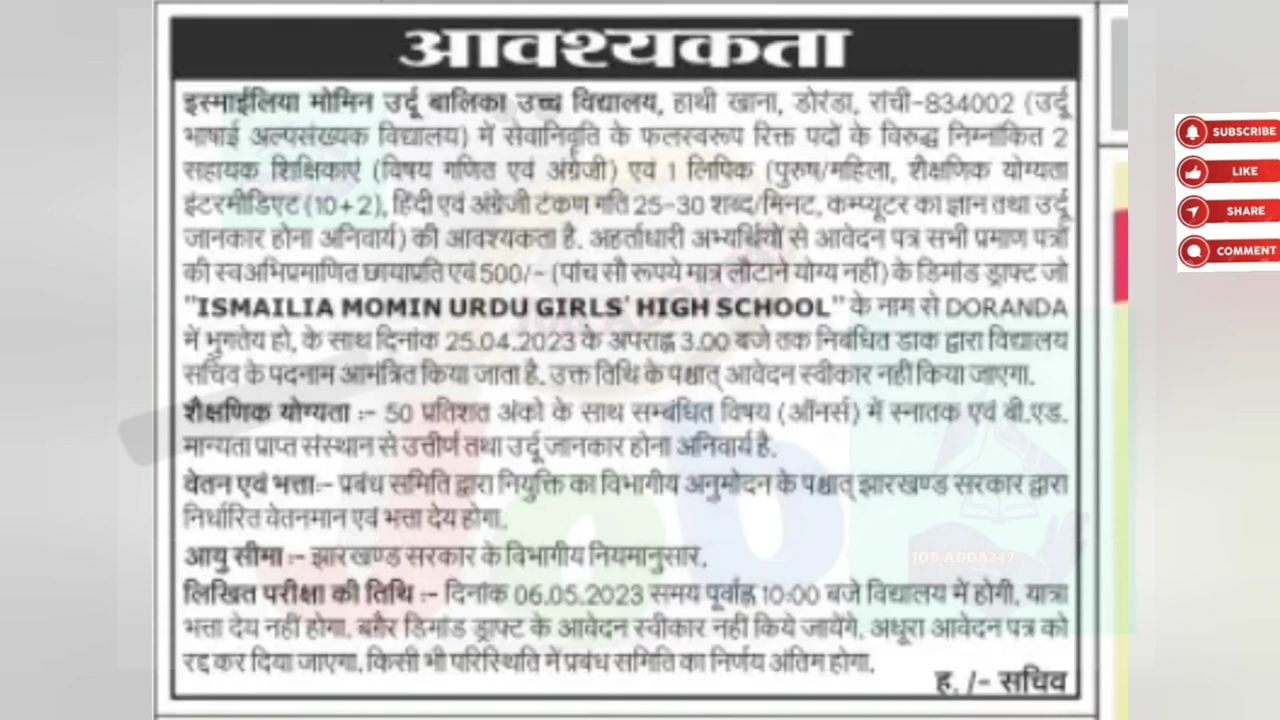 आवश्यकता
इस्माईलिया मोमिन उर्दू बालिका उच्च विद्यालय, हाथी खाना, डोरंडा, रांची-834002 (उर्दू
भाषाई अल्पसंख्यक विद्यालय) में सेवानिवृति के फलस्वरूप रिक्त पदों के विरुद्ध निम्नांकित 2
सहायक शिक्षिकाएं (विषय गणित एवं अंग्रेजी) एवं 1 लिपिक (पुरुष/महिला, शैक्षणिक योग्यता
इंटरमीडिएट (10+2), हिंदी एवं अंग्रेजी टंकण गति 25-30 शब्द/मिनट, कम्प्यूटर का ज्ञान तथा उर्दू
जानकार होना अनिवार्य) की आवश्यकता है. अहर्ताधारी अभ्यर्थियों से आवेदन पत्र सभी प्रमाण पत्रों
की स्वअभिप्रमाणित छायाप्रति एवं 500/- (पांच सौ रूपये मात्र लौटाने योग्य नहीं) के डिमांड ड्राफ्ट जो
"ISMAILIA MOMIN URDU GIRLS' HIGH SCHOOL" के नाम से DORANDA
में भुगतेय हो, के साथ दिनांक 25.04.2023 के अपराह्न 3.00 बजे तक निबंधित डाक द्वारा विद्यालय
सचिव के पदनाम आमंत्रित किया जाता है. उक्त तिथि के पश्चात् आवेदन स्वीकार नहीं किया जाएगा.
शैक्षणिक योग्यता :- 50 प्रतिशत अंकों के साथ सम्बंधित विषय (ऑनर्स) में स्नातक एवं बी.एड.
मान्यता प्राप्त संस्थान से उत्तीर्ण तथा उर्दू जानकार होना अनिवार्य है.
वेतन एवं भत्ता:- प्रबंध समिति द्वारा नियुक्ति का विभागीय अनुमोदन के पश्चात् झारखण्ड सरकार द्वारा
निर्धारित वेतनमान एवं भत्ता देय होगा.
आयु सीमा :- झारखण्ड सरकार के विभागीय नियमानुसार.
लिखित परीक्षा की तिथि :- दिनांक 06.05.2023 समय पूर्वाह्न 10:00 बजे विद्यालय में होगी. यात्रा
भत्ता देय नहीं होगा. बगैर डिमांड ड्राफ्ट के आवेदन स्वीकार नहीं किये जायेंगे. अधूरा आवेदन पत्र को
रद्द कर दिया जाएगा. किसी भी परिस्थिति में प्रबंध समिति का निर्णय अंतिम होगा.
ह. /- सचिव
SUBSCRIBE
LIKE
SHARE
COMMENT
JOB ADDA247